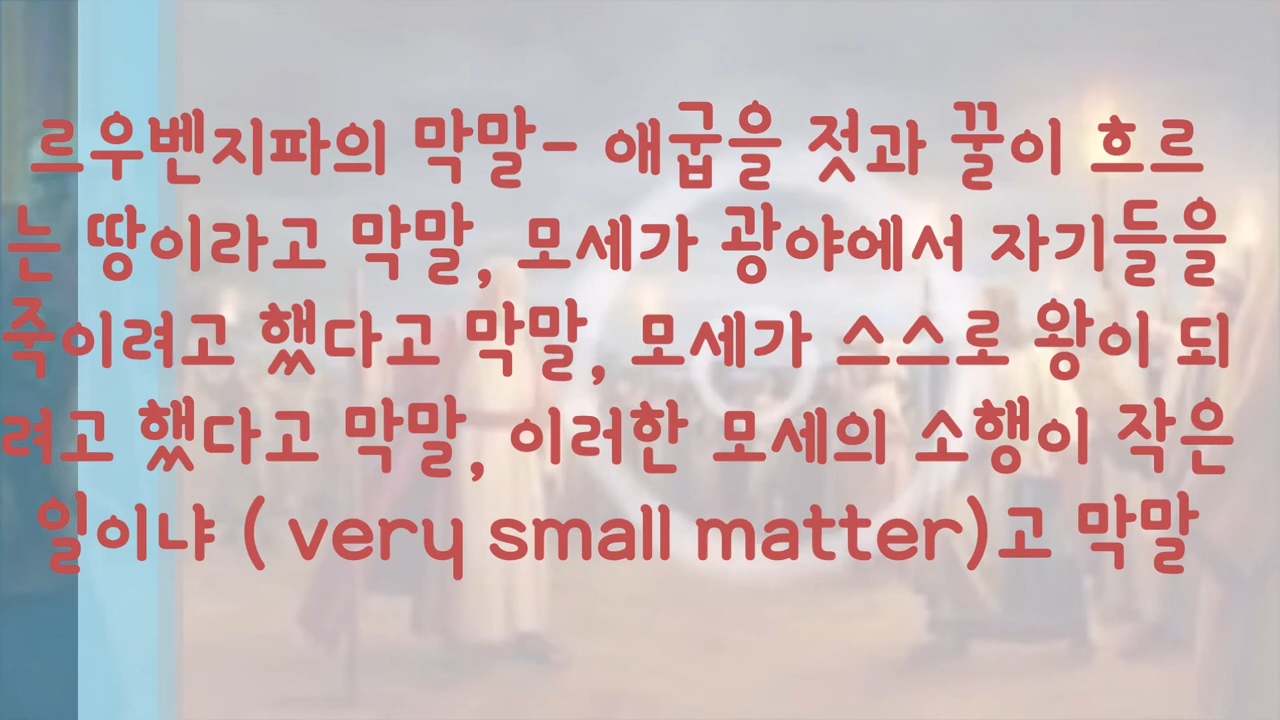 르우벤지파의 막말- 애굽을 젓과 꿀이 흐르
는 땅이라고 막말, 모세가 광야에서 자기들을
죽이려고 했다고 막말, 모세가 스스로 왕이 되
려고 했다고 막말, 이러한 모세의 소행이 작은
일이냐 ( very small matter)고 막말